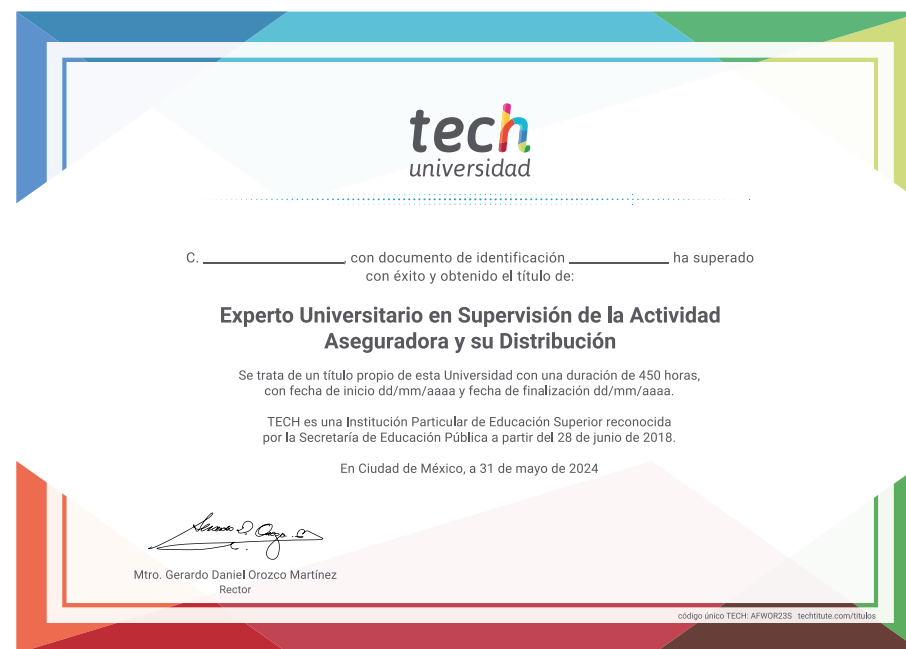 tech
universidad
C. ____________________, con documento de identificación ______________ ha superado
con éxito y obtenido el título de:
Experto Universitario en Supervisión de la Actividad
Aseguradora y su Distribución
Se trata de un título propio de esta Universidad con una duración de 450 horas,
con fecha de inicio dd/mm/aaaa y fecha de finalización dd/mm/aaaa.
TECH es una Institución Particular de Educación Superior reconocida
por la Secretaría de Educación Pública a partir del 28 de junio de 2018.
En Ciudad de México, a 31 de mayo de 2024
Mtro. Gerardo Daniel Orozco Martínez
Rector
código único TECH: AFWOR23S techtitute.com/titulos